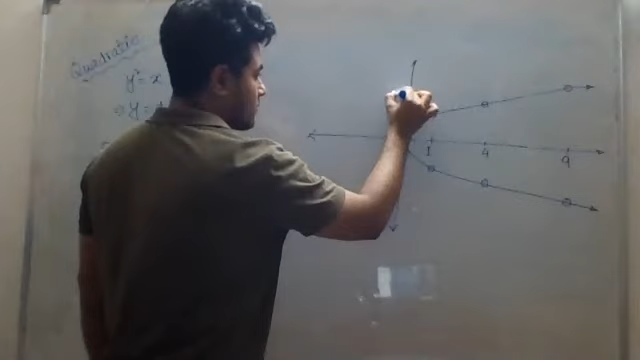 Quadratic
y² = x
⇒ y =
1 4 9